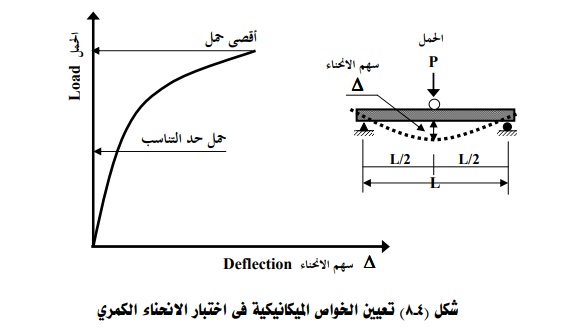 الحمل Load
أقصى حمل
حمل حد التناسب
Deflection سهم الانحناء Δ
الحمل
P
سهم الانحناء
Δ
L/2 L/2
L
شكل (٤-٨) تعيين الخواص الميكانيكية فى اختبار الانحناء الكمري